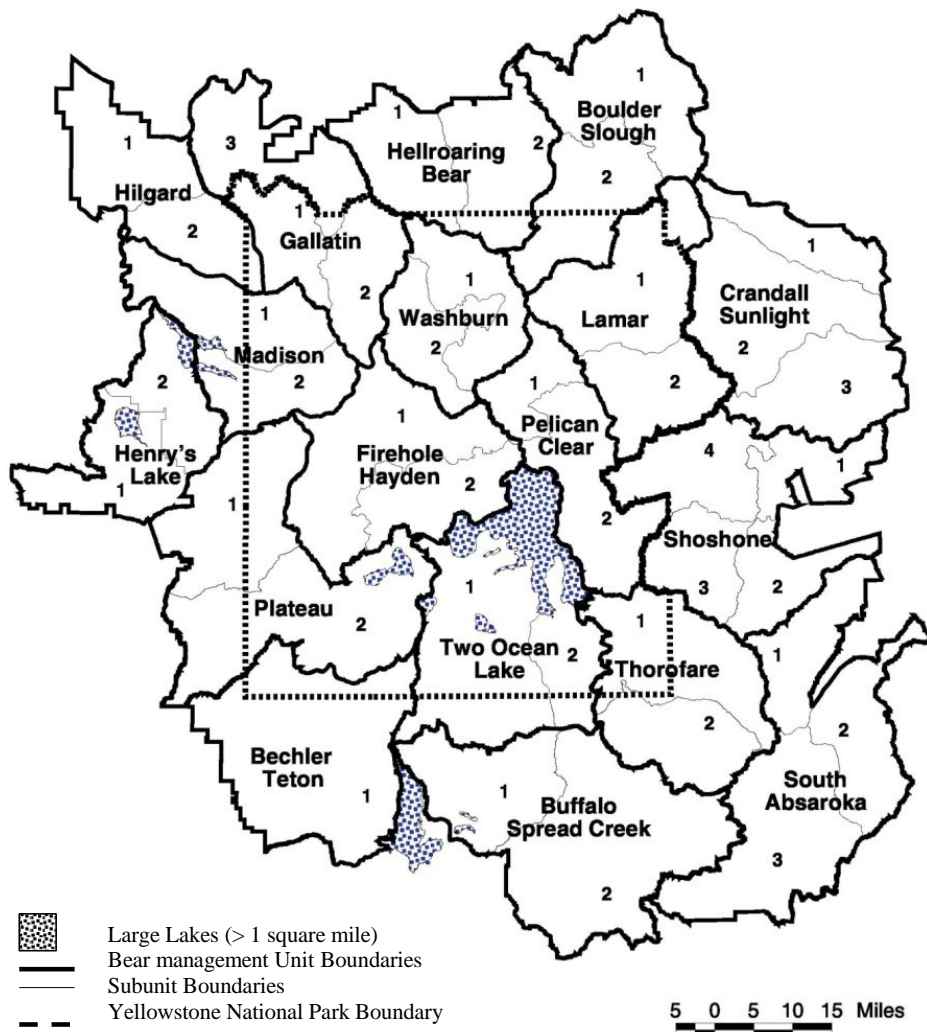 1
1
1
Boulder
Slough
3
1
Hellroaring
Bear
2
Hilgard
2
1
Gallatin
2
1
1
1
2
Crandall
Sunlight
1
Washburn
Lamar
Madison
2
2
2
2
2
1
3
1
Pelican
Clear
Firehole
Hayden
4
Henry's
Lake
2
1
1
1
2
Shoshone
1
3
2
Plateau
2
1
Two Ocean
Lake
2
Thorofare
1
2
2
Bechler
Teton
1
1
Buffalo
Spread Creek
South
Absaroka
3
2
Large Lakes (> 1 square mile)
Bear management Unit Boundaries
Subunit Boundaries
Yellowstone National Park Boundary
5 0 5 10 15 Miles